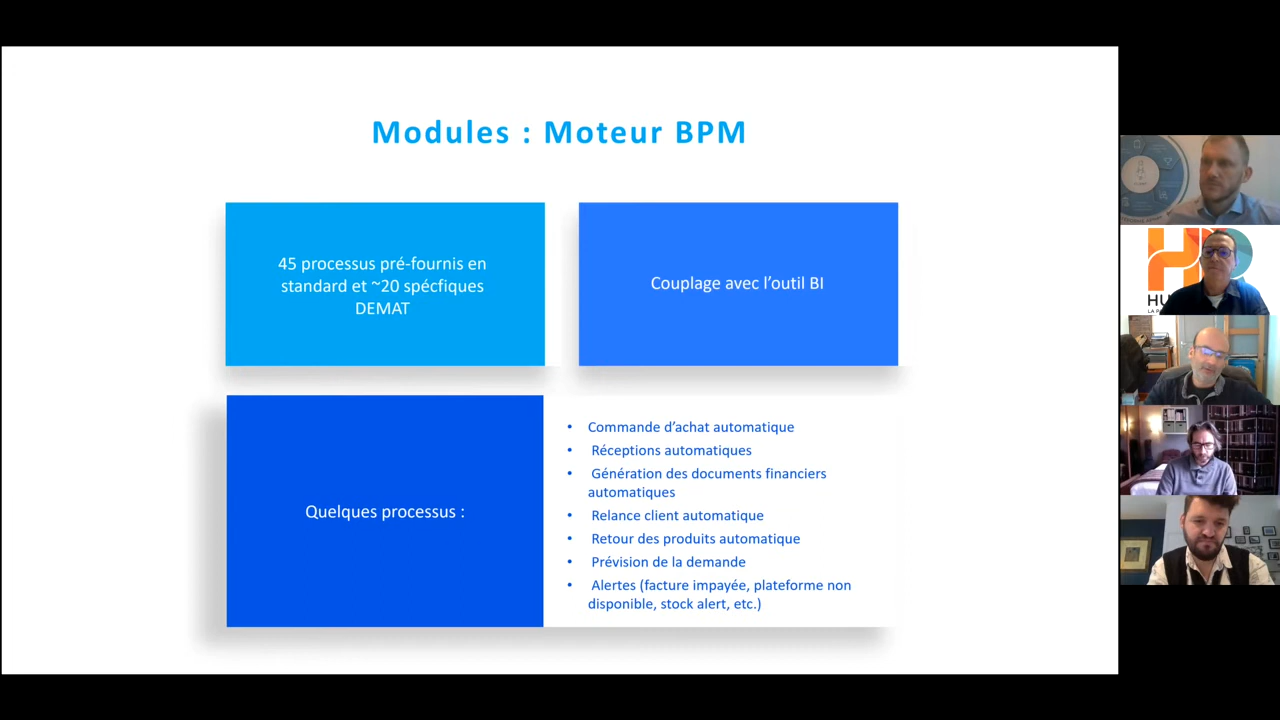 Modules : Moteur BPM
45 processus pré-fournis en
standard et ~20 spécfiques
DEMAT
Couplage avec l'outil BI
Quelques processus :
• Commande d'achat automatique
• Réceptions automatiques
• Génération des documents financiers
automatiques
• Relance client automatique
• Retour des produits automatique
• Prévision de la demande
• Alertes (facture impayée, plateforme non
disponible, stock alert, etc.)
HU